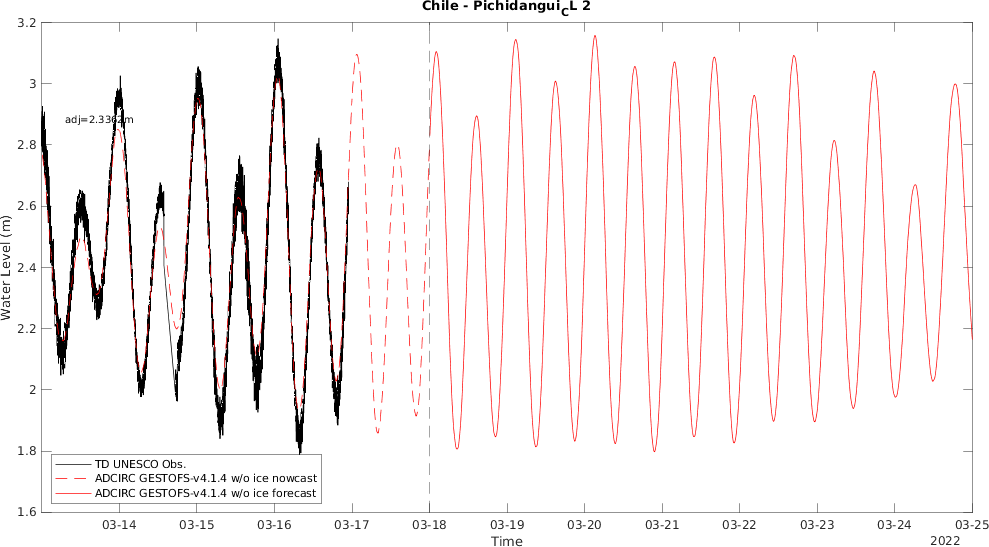 Chile - PichidanguiCL 2
3.2
3
adj=2.3362m
2.8
2.6
2.4
2.2
2
1.8
1.6
Water Level (m)
TD UNESCO Obs.
ADCIRC GESTOFS-v4.1.4 w/o ice nowcast
ADCIRC GESTOFS-v4.1.4 w/o ice forecast
03-14 03-15 03-16 03-17 03-18 03-19 03-20 03-21 03-22 03-23 03-24 03-25
Time
2022